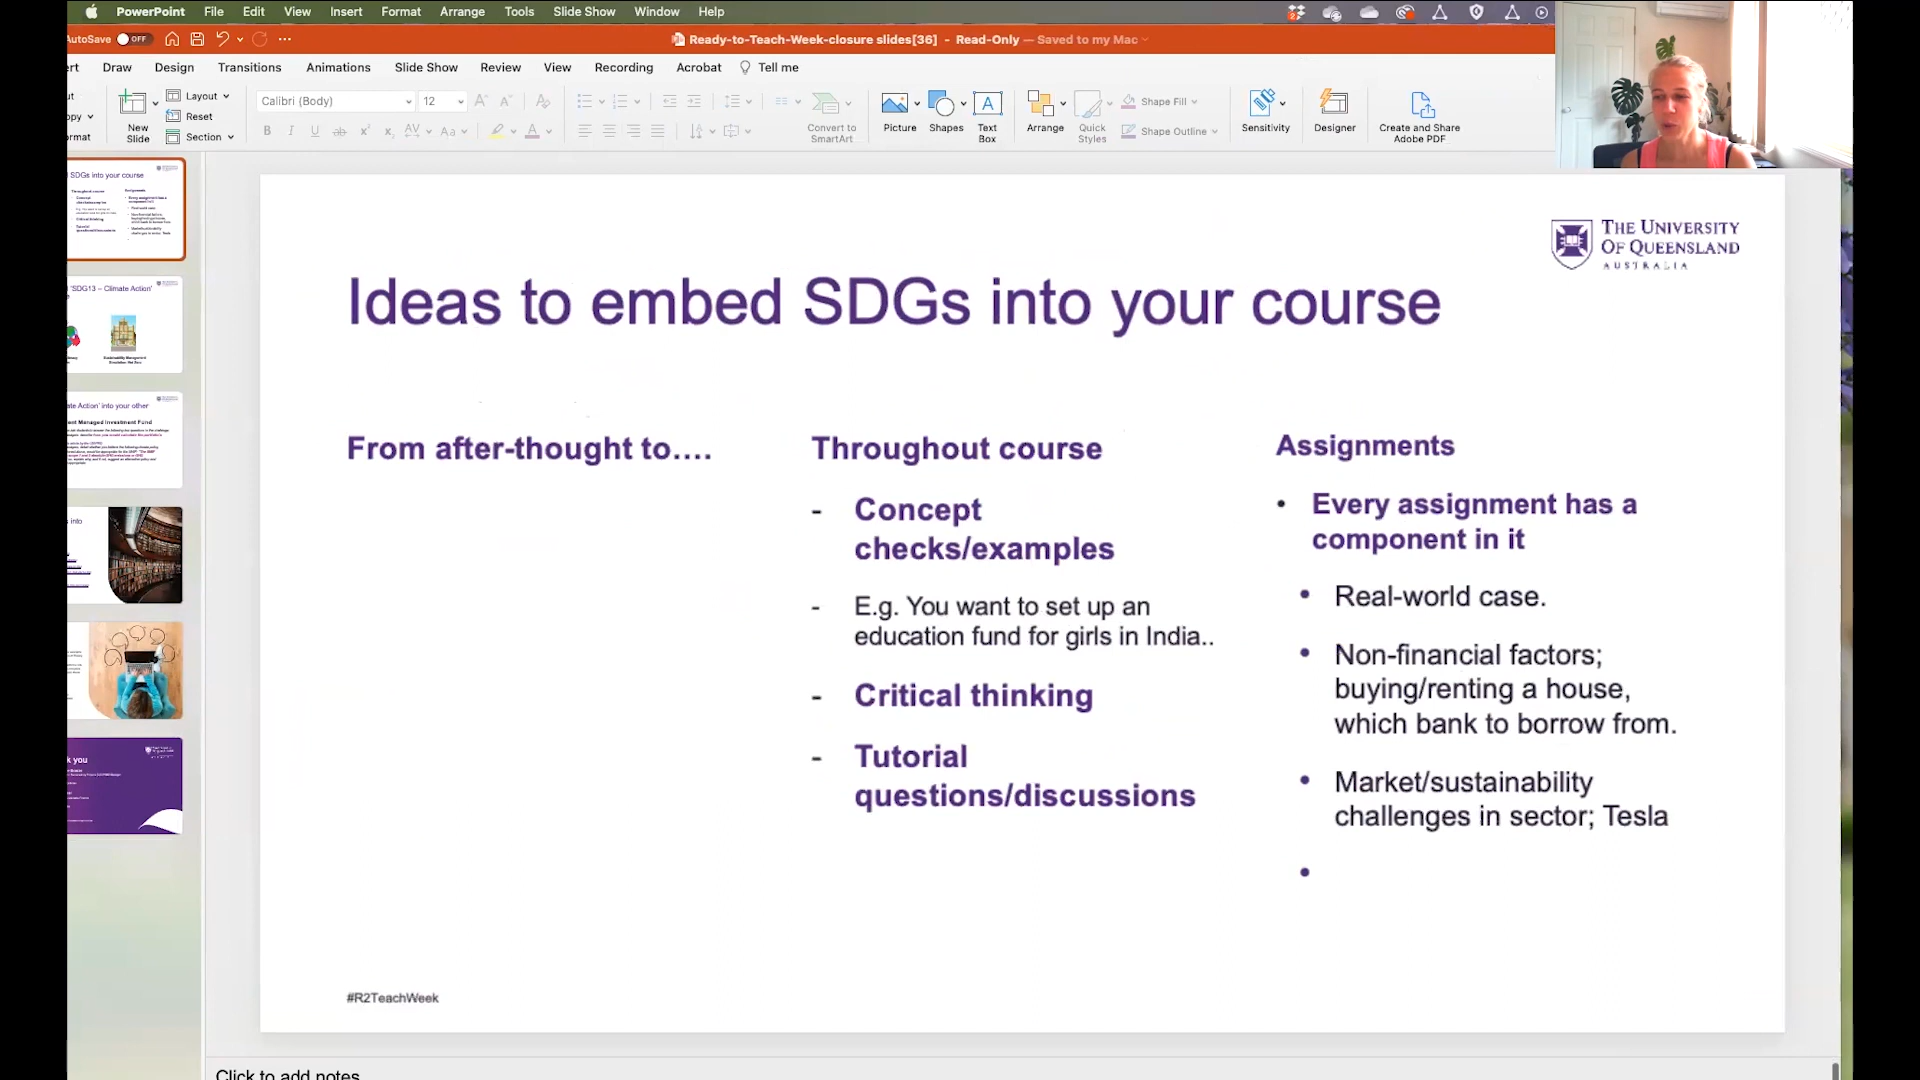 PowerPoint File Edit View Insert Format Arrange Tools Slide Show Window Help
AutoSave OFF
Ready-to-Teach-Week-closure slides[36] - Read-Only — Saved to my Mac
Draw Design Transitions Animations Slide Show Review View Recording Acrobat Tell me
New Slide
Layout
Reset
Section
Calibri (Body) 12
Convert to SmartArt
Picture
Shapes
Text Box
Arrange
Quick Styles
Shape Fill
Shape Outline
Sensitivity
Designer
Create and Share Adobe PDF
THE UNIVERSITY
OF QUEENSLAND
AUSTRALIA
Ideas to embed SDGs into your course
From after-thought to....
Throughout course
- Concept
checks/examples
- E.g. You want to set up an
education fund for girls in India..
- Critical thinking
- Tutorial
questions/discussions
Assignments
• Every assignment has a
component in it
• Real-world case.
• Non-financial factors;
buying/renting a house,
which bank to borrow from.
• Market/sustainability
challenges in sector; Tesla
•
#R2TeachWeek
Click to add notes
SDGs into your course
'SDG13 – Climate Action'